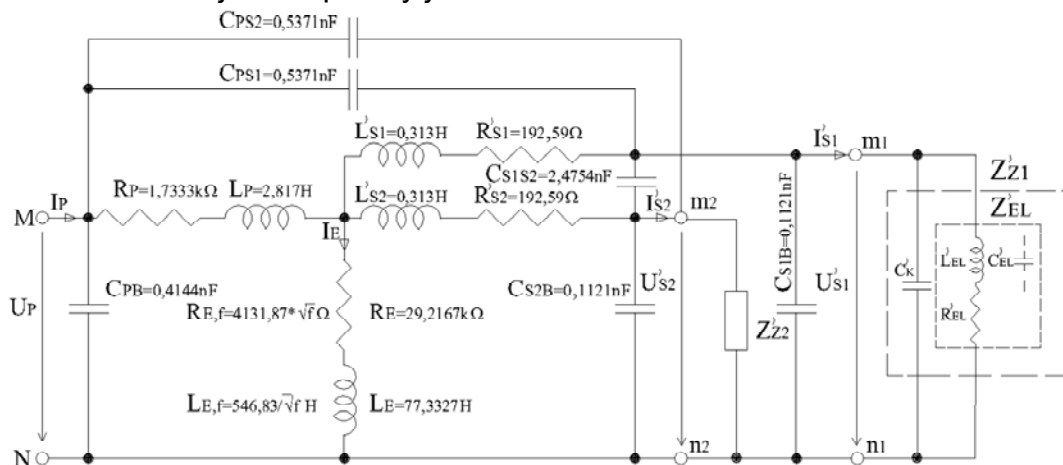 CPS2=0,5371nF
CPS1=0,5371nF
L'S1=0,313H
R'S1=192,59Ω
I'S1
m1
Z'Z1
RP=1,7333kΩ
LP=2,817H
L'S2=0,313H
R'S2=192,59Ω
CS1S2=2,4754nF
I'S2
m2
Z'EL
M
IP
IE
CS1B=0,1121nF
C'K
L'EL
C'EL
R'EL
UP
CPB=0,4144nF
RE,f=4131,87*√f Ω
RE=29,2167kΩ
CS2B=0,1121nF
U'S2
Z'Z2
U'S1
LE,f=546,83/√f H
LE=77,3327H
N
n2
n1